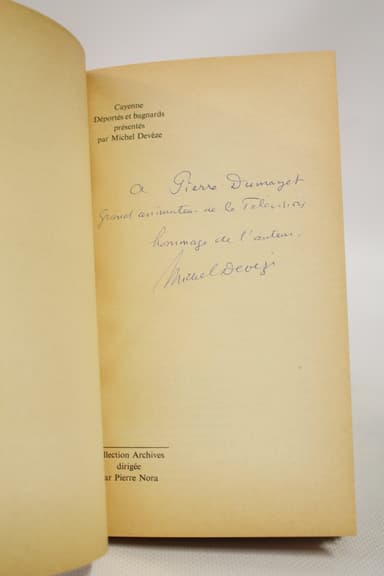 Cayenne
Déportés et bagnards
présentés
par Michel Devèze
a Pierre Dumayet
Grand animateur de la Television
hommage de l'auteur.
Michel Devèze
llection Archives
dirigée
ar Pierre Nora